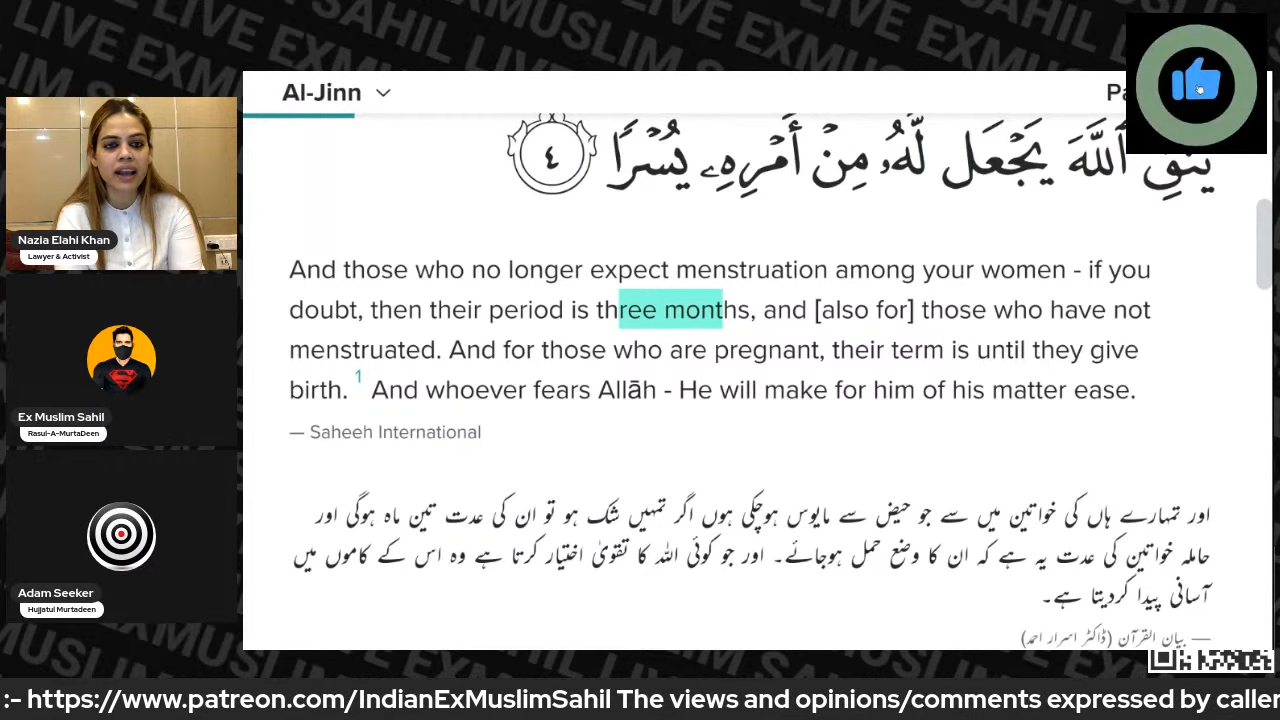 Al-Jinn
Pa
يَتَّقِ ٱللَّهَ يَجْعَل لَّهُۥ مِنْ أَمْرِهِۦ يُسْرًا ٤
And those who no longer expect menstruation among your women - if you
doubt, then their period is three months, and [also for] those who have not
menstruated. And for those who are pregnant, their term is until they give
birth. 1 And whoever fears Allāh - He will make for him of his matter ease.
— Saheeh International
اور تمہارے ہاں کی خواتین میں سے جو حیض سے مایوس ہوچکی ہوں اگر تمہیں شک ہو تو ان کی عدت تین ماہ ہوگی اور
حاملہ خواتین کی عدت یہ ہے کہ ان کا وضع حمل ہوجائے۔ اور جو کوئی اللہ کا تقویٰ اختیار کرتا ہے وہ اس کے کاموں میں
آسانی پیدا کردیتا ہے۔
— بیان القرآن (ڈاکٹر اسرار احمد)
Nazia Elahi Khan
Lawyer & Activist
Ex Muslim Sahil
Rasul-A-MurtaDeen
Adam Seeker
Hujjatul Murtadeen
:- https://www.patreon.com/IndianExMuslimSahil The views and opinions/comments expressed by caller